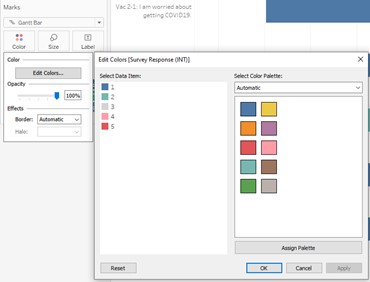 Marks
Gantt Bar
Color
Size
Label
Color
Edit Colors...
Opacity
100%
Effects
Border:
Automatic
Halo:
Vac 2-1: I am worried about
getting COVID19.
Edit Colors [Survey Response (INT)]
Select Data Item:
1
2
3
4
5
Select Color Palette:
Automatic
Assign Palette
Reset
OK
Cancel
Apply